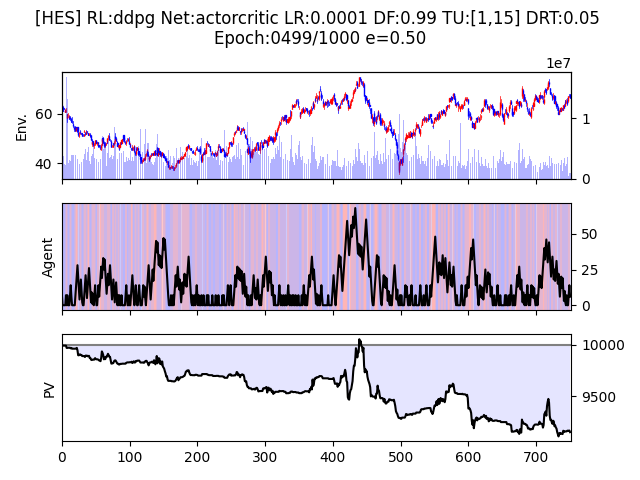 [HES] RL:ddpg Net:actorcritic LR:0.0001 DF:0.99 TU:[1,15] DRT:0.05
Epoch:0499/1000 e=0.50
1e7
Env.
60
40
1
0
Agent
50
25
0
PV
10000
9500
0 100 200 300 400 500 600 700